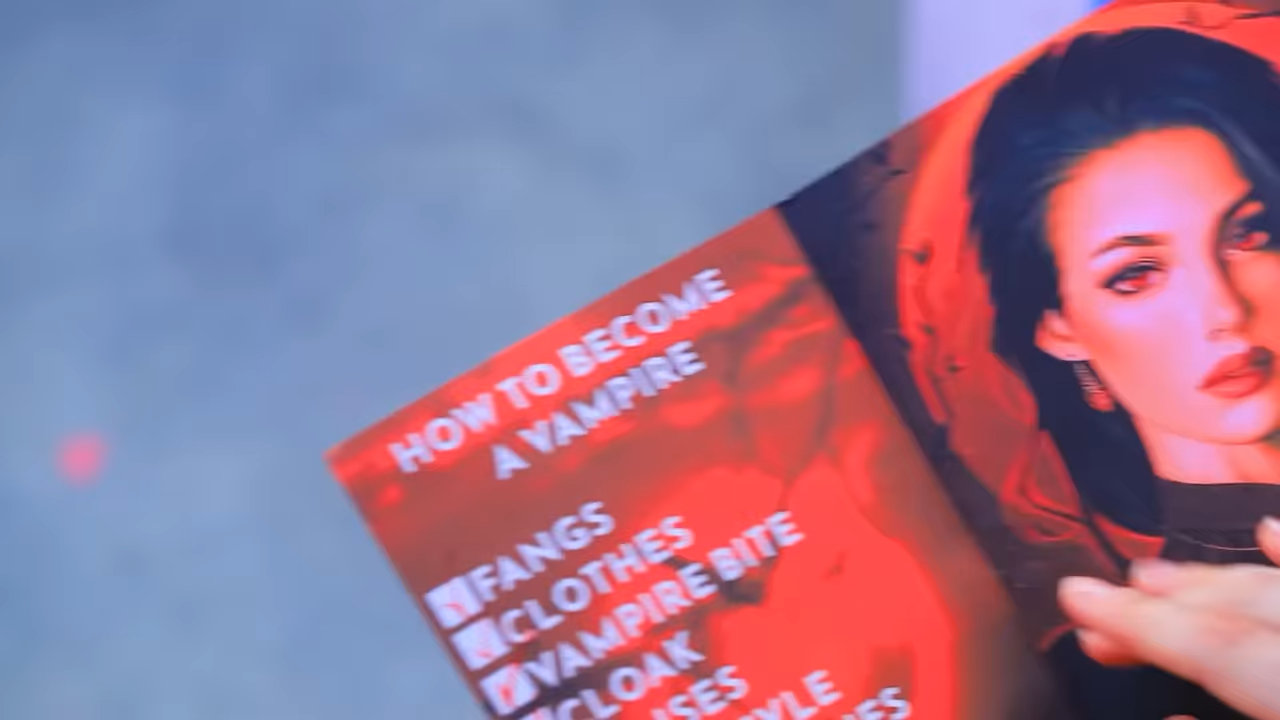 HOW TO BECOME
A VAMPIRE
FANGS
CLOTHES
VAMPIRE BITE
CLOAK